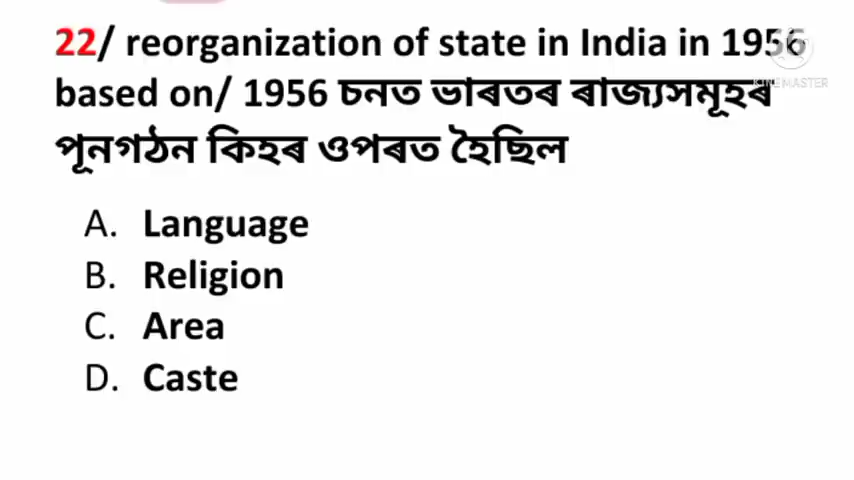 22/ reorganization of state in India in 1956
based on/ 1956 চনত ভাৰতৰ ৰাজ্যসমূহৰ
পূনগঠন কিহৰ ওপৰত হৈছিল
A. Language
B. Religion
C. Area
D. Caste
KINEMASTER